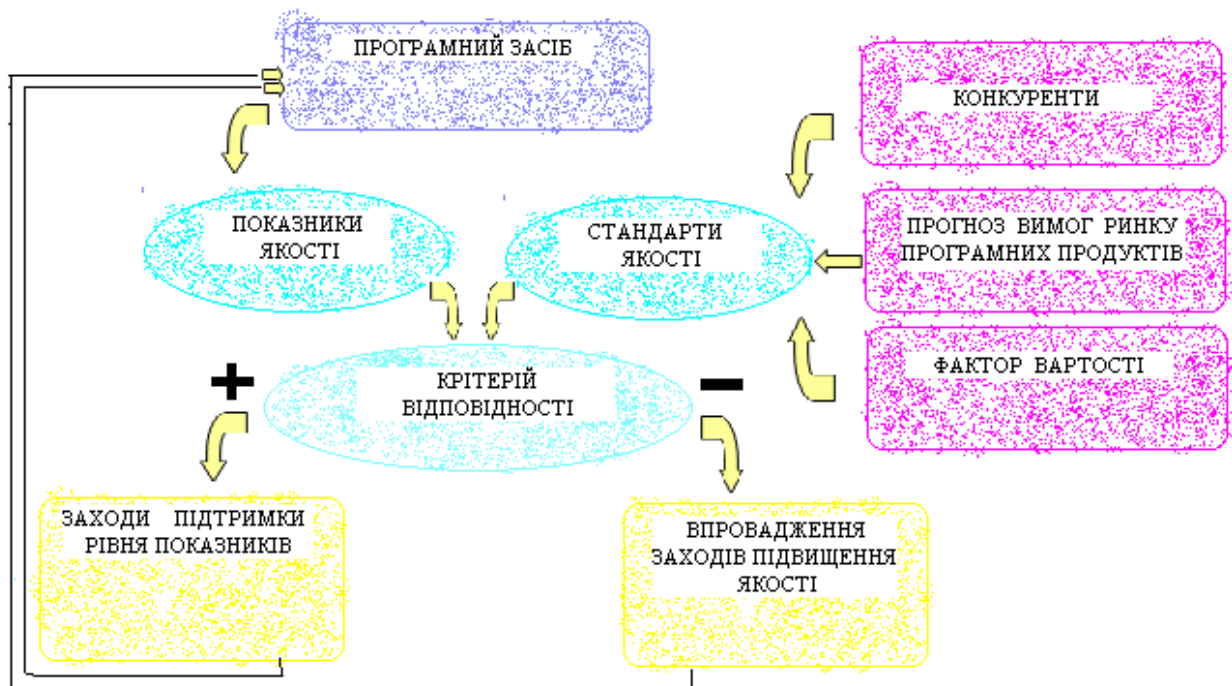 ПРОГРАМНИЙ ЗАСІБ
КОНКУРЕНТИ
ПОКАЗНИКИ
ЯКОСТІ
СТАНДАРТИ
ЯКОСТІ
ПРОГНОЗ ВИМОГ РИНКУ
ПРОГРАМНИХ ПРОДУКТІВ
ФАКТОР ВАРТОСТІ
+
КРІТЕРІЙ
ВІДПОВІДНОСТІ
−
ЗАХОДИ ПІДТРИМКИ
РІВНЯ ПОКАЗНИКІВ
ВПРОВАДЖЕННЯ
ЗАХОДІВ ПІДВИЩЕННЯ
ЯКОСТІ